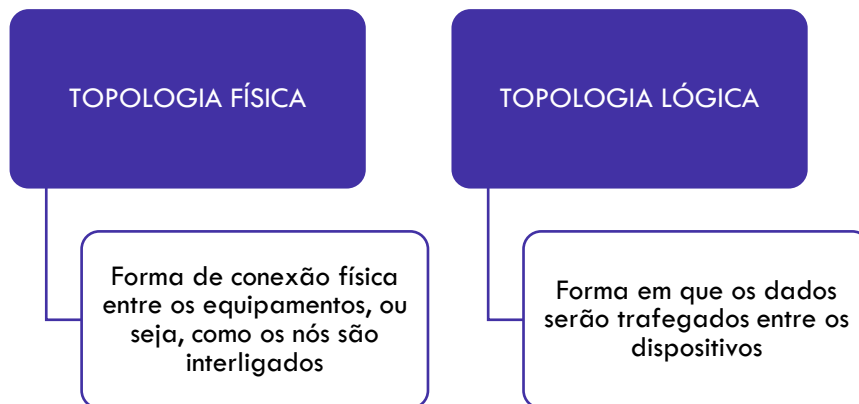 TOPOLOGIA FÍSICA
Forma de conexão física
entre os equipamentos, ou
seja, como os nós são
interligados
TOPOLOGIA LÓGICA
Forma em que os dados
serão trafegados entre os
dispositivos